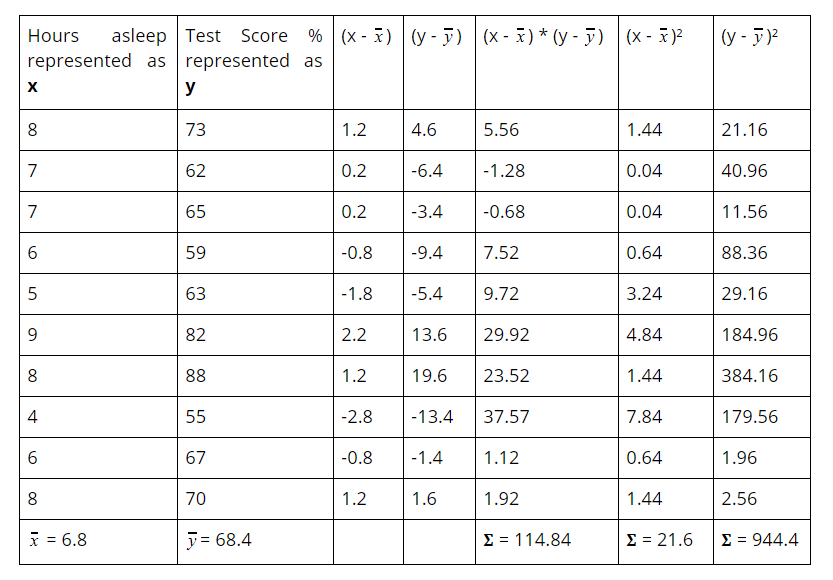 Hours asleep represented as x Test Score % represented as y (x - x̄) (y - ȳ) (x - x̄) * (y - ȳ) (x - x̄)² (y - ȳ)²
8 73 1.2 4.6 5.56 1.44 21.16
7 62 0.2 -6.4 -1.28 0.04 40.96
7 65 0.2 -3.4 -0.68 0.04 11.56
6 59 -0.8 -9.4 7.52 0.64 88.36
5 63 -1.8 -5.4 9.72 3.24 29.16
9 82 2.2 13.6 29.92 4.84 184.96
8 88 1.2 19.6 23.52 1.44 384.16
4 55 -2.8 -13.4 37.57 7.84 179.56
6 67 -0.8 -1.4 1.12 0.64 1.96
8 70 1.2 1.6 1.92 1.44 2.56
x̄ = 6.8 ȳ = 68.4 Σ = 114.84 Σ = 21.6 Σ = 944.4